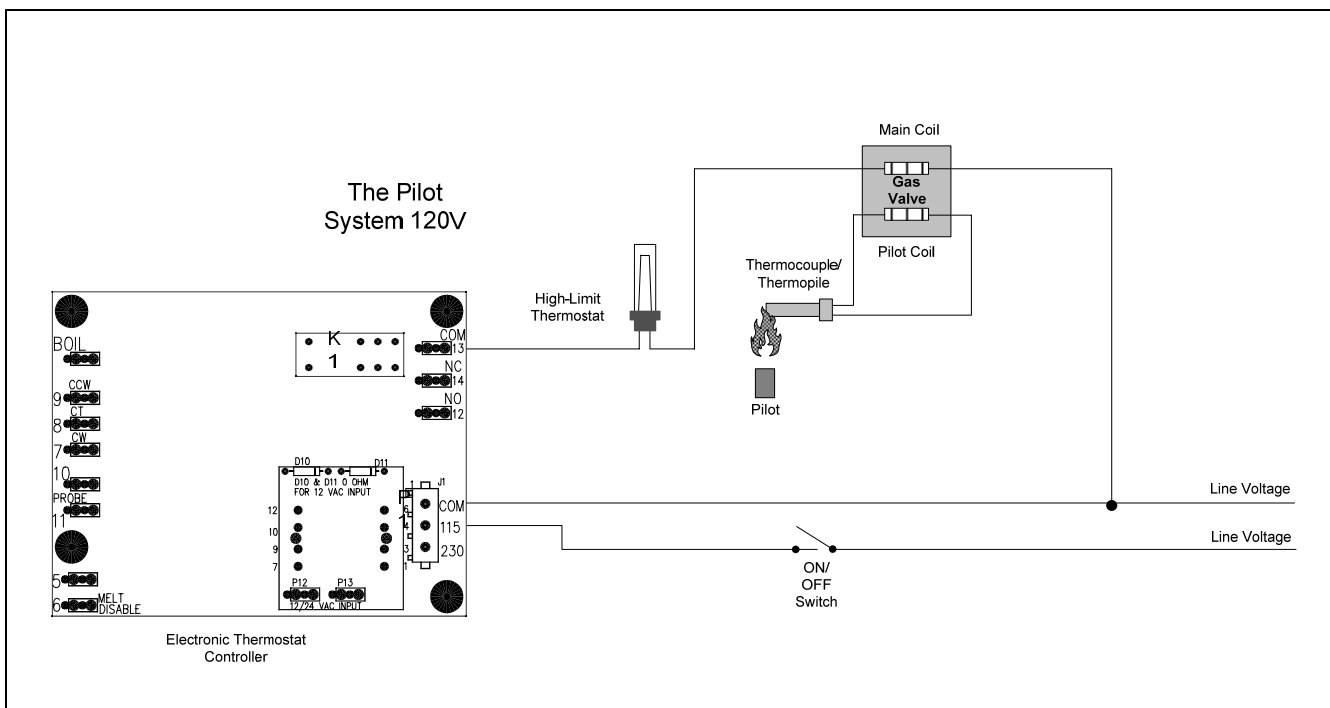 The Pilot
System 120V
Main Coil
Gas
Valve
Pilot Coil
Thermocouple/
Thermopile
High-Limit
Thermostat
Pilot
BOIL
CCW
9
CT
8
CW
7
10
PROBE
11
5
6
MELT
DISABLE
K
1
COM
13
NC
14
NO
12
D10
D11
D10 & D11 0 OHM
FOR 12 VAC INPUT
12
10
9
7
1
J1
6
4
3
1
1
COM
115
230
P12
P13
12/24 VAC INPUT
Line Voltage
Line Voltage
ON/
OFF
Switch
Electronic Thermostat
Controller